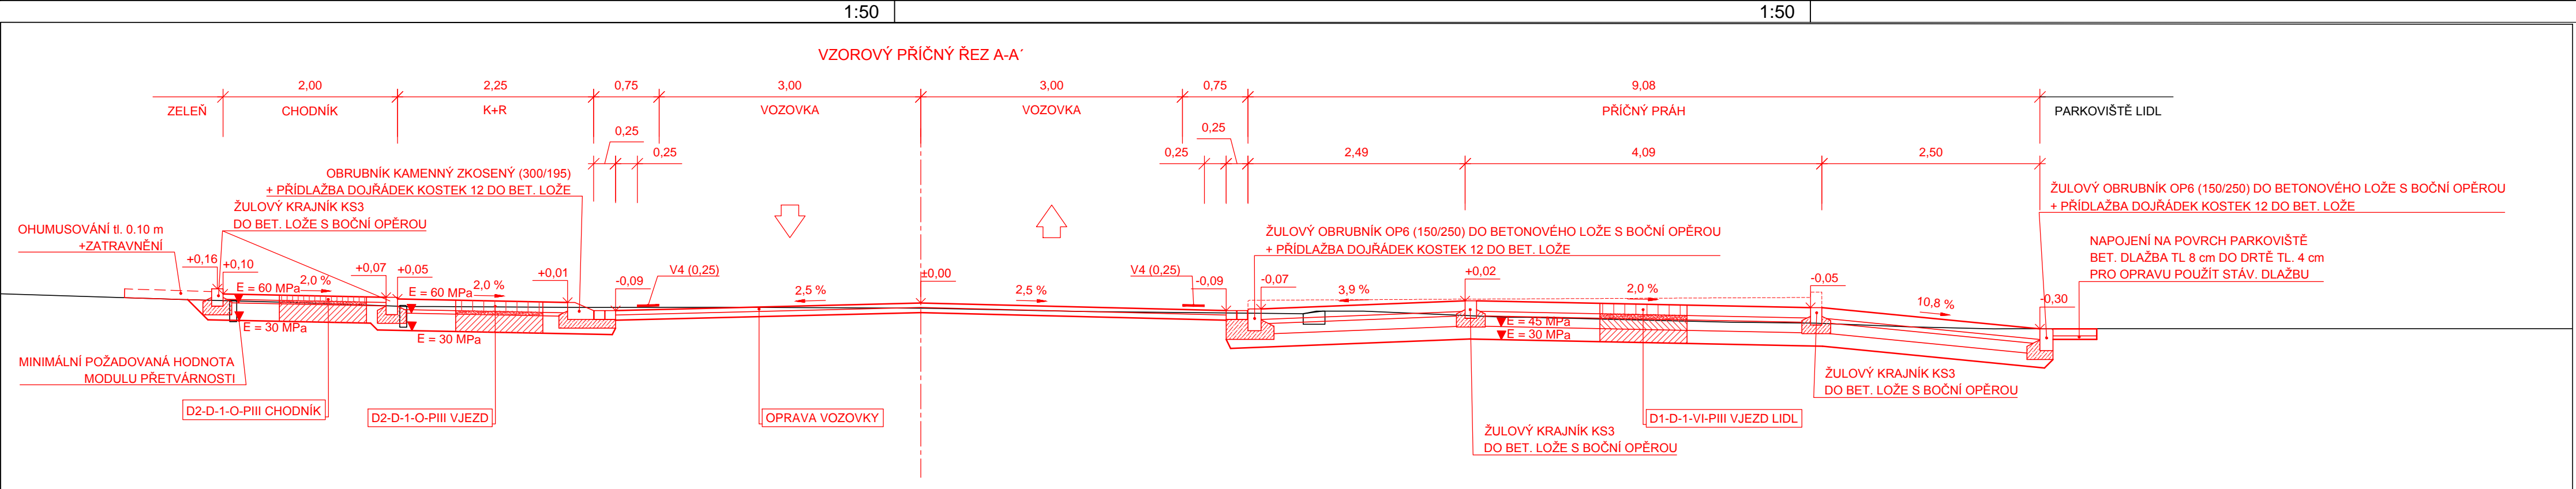 1:50
1:50
VZOROVÝ PŘÍČNÝ ŘEZ A-A´
2,00
2,25
0,75
3,00
3,00
0,75
9,08
ZELEŇ
CHODNÍK
K+R
VOZOVKA
VOZOVKA
PŘÍČNÝ PRÁH
PARKOVIŠTĚ LIDL
0,25
0,25
0,25
0,25
2,49
4,09
2,50
OBRUBNÍK KAMENNÝ ZKOSENÝ (300/195)
+ PŘÍDLAŽBA DOJŘÁDEK KOSTEK 12 DO BET. LOŽE
ŽULOVÝ KRAJNÍK KS3
DO BET. LOŽE S BOČNÍ OPĚROU
OHUMUSOVÁNÍ tl. 0.10 m
+ZATRAVNĚNÍ
ŽULOVÝ OBRUBNÍK OP6 (150/250) DO BETONOVÉHO LOŽE S BOČNÍ OPĚROU
+ PŘÍDLAŽBA DOJŘÁDEK KOSTEK 12 DO BET. LOŽE
ŽULOVÝ OBRUBNÍK OP6 (150/250) DO BETONOVÉHO LOŽE S BOČNÍ OPĚROU
+ PŘÍDLAŽBA DOJŘÁDEK KOSTEK 12 DO BET. LOŽE
NAPOJENÍ NA POVRCH PARKOVIŠTĚ
BET. DLAŽBA TL 8 cm DO DRTĚ TL. 4 cm
PRO OPRAVU POUŽÍT STÁV. DLAŽBU
+0,16
+0,10
2,0 %
+0,07
+0,05
2,0 %
+0,01
-0,09
V4 (0,25)
2,5 %
±0,00
2,5 %
V4 (0,25)
-0,09
-0,07
3,9 %
+0,02
2,0 %
-0,05
10,8 %
-0,30
E = 60 MPa
E = 30 MPa
E = 60 MPa
E = 30 MPa
E = 45 MPa
E = 30 MPa
MINIMÁLNÍ POŽADOVANÁ HODNOTA
MODULU PŘETVÁRNOSTI
D2-D-1-O-PIII CHODNÍK
D2-D-1-O-PIII VJEZD
OPRAVA VOZOVKY
ŽULOVÝ KRAJNÍK KS3
DO BET. LOŽE S BOČNÍ OPĚROU
D1-D-1-VI-PIII VJEZD LIDL
ŽULOVÝ KRAJNÍK KS3
DO BET. LOŽE S BOČNÍ OPĚROU